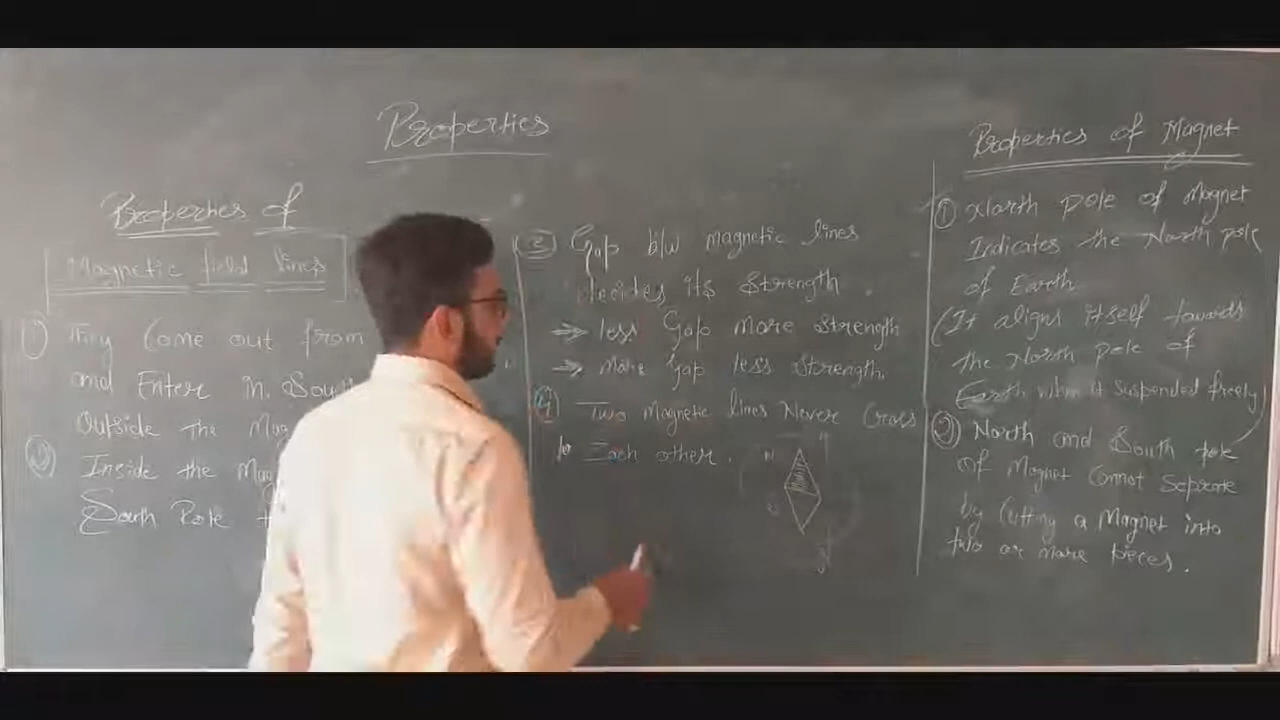 Properties
Properties of
Magnetic field lines
① They Come out from
and Enter in South
Outside the Mag
② Inside the Mag
South Pole
③ Gap b/w magnetic lines
decides its Strength.
→ less Gap more Strength
→ more Gap less Strength.
④ Two Magnetic lines Never Cross
to Each other.
N
S
Properties of Magnet
① North pole of Magnet
Indicates the North pole
of Earth
(It aligns itself towards
the North pole of
Earth when it suspended freely)
② North and South pole
of Magnet Cannot Seprate
by Cutting a Magnet into
two or more pieces.